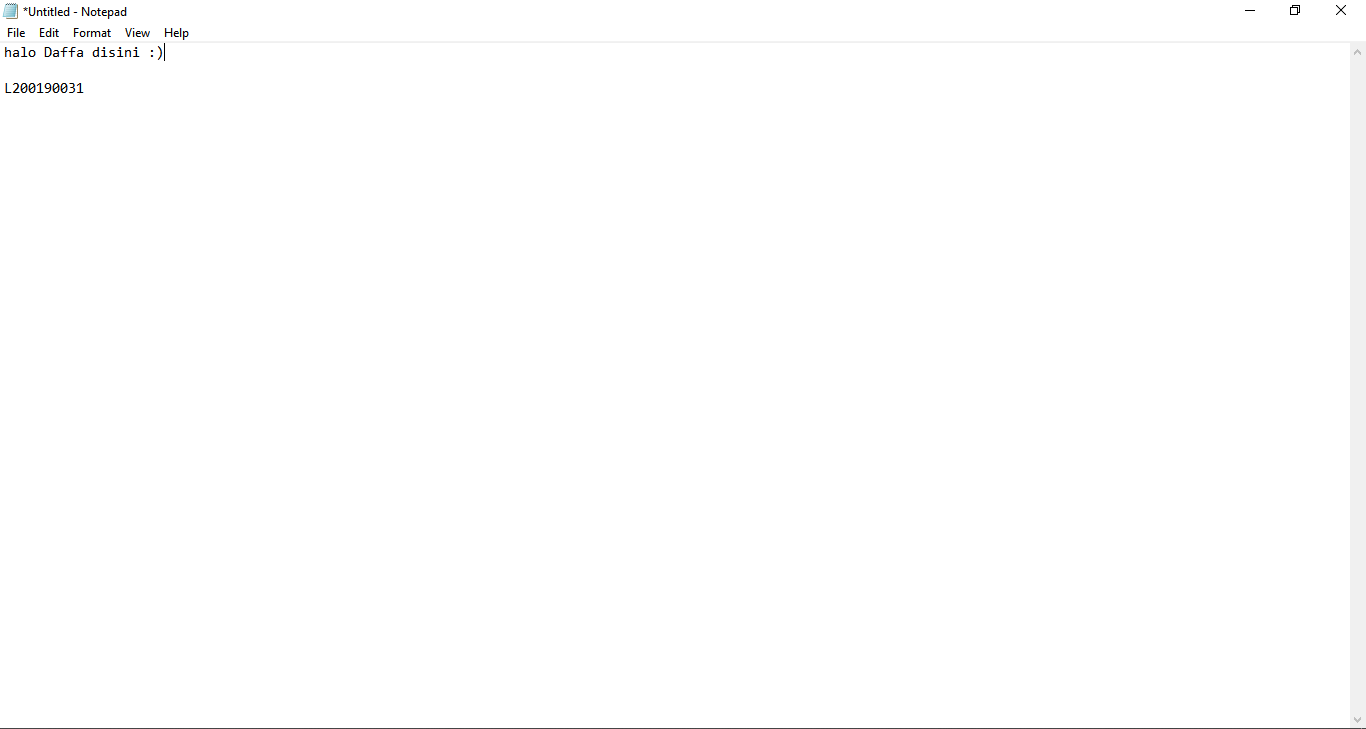 *Untitled - Notepad
File Edit Format View Help
halo Daffa disini :)
L200190031